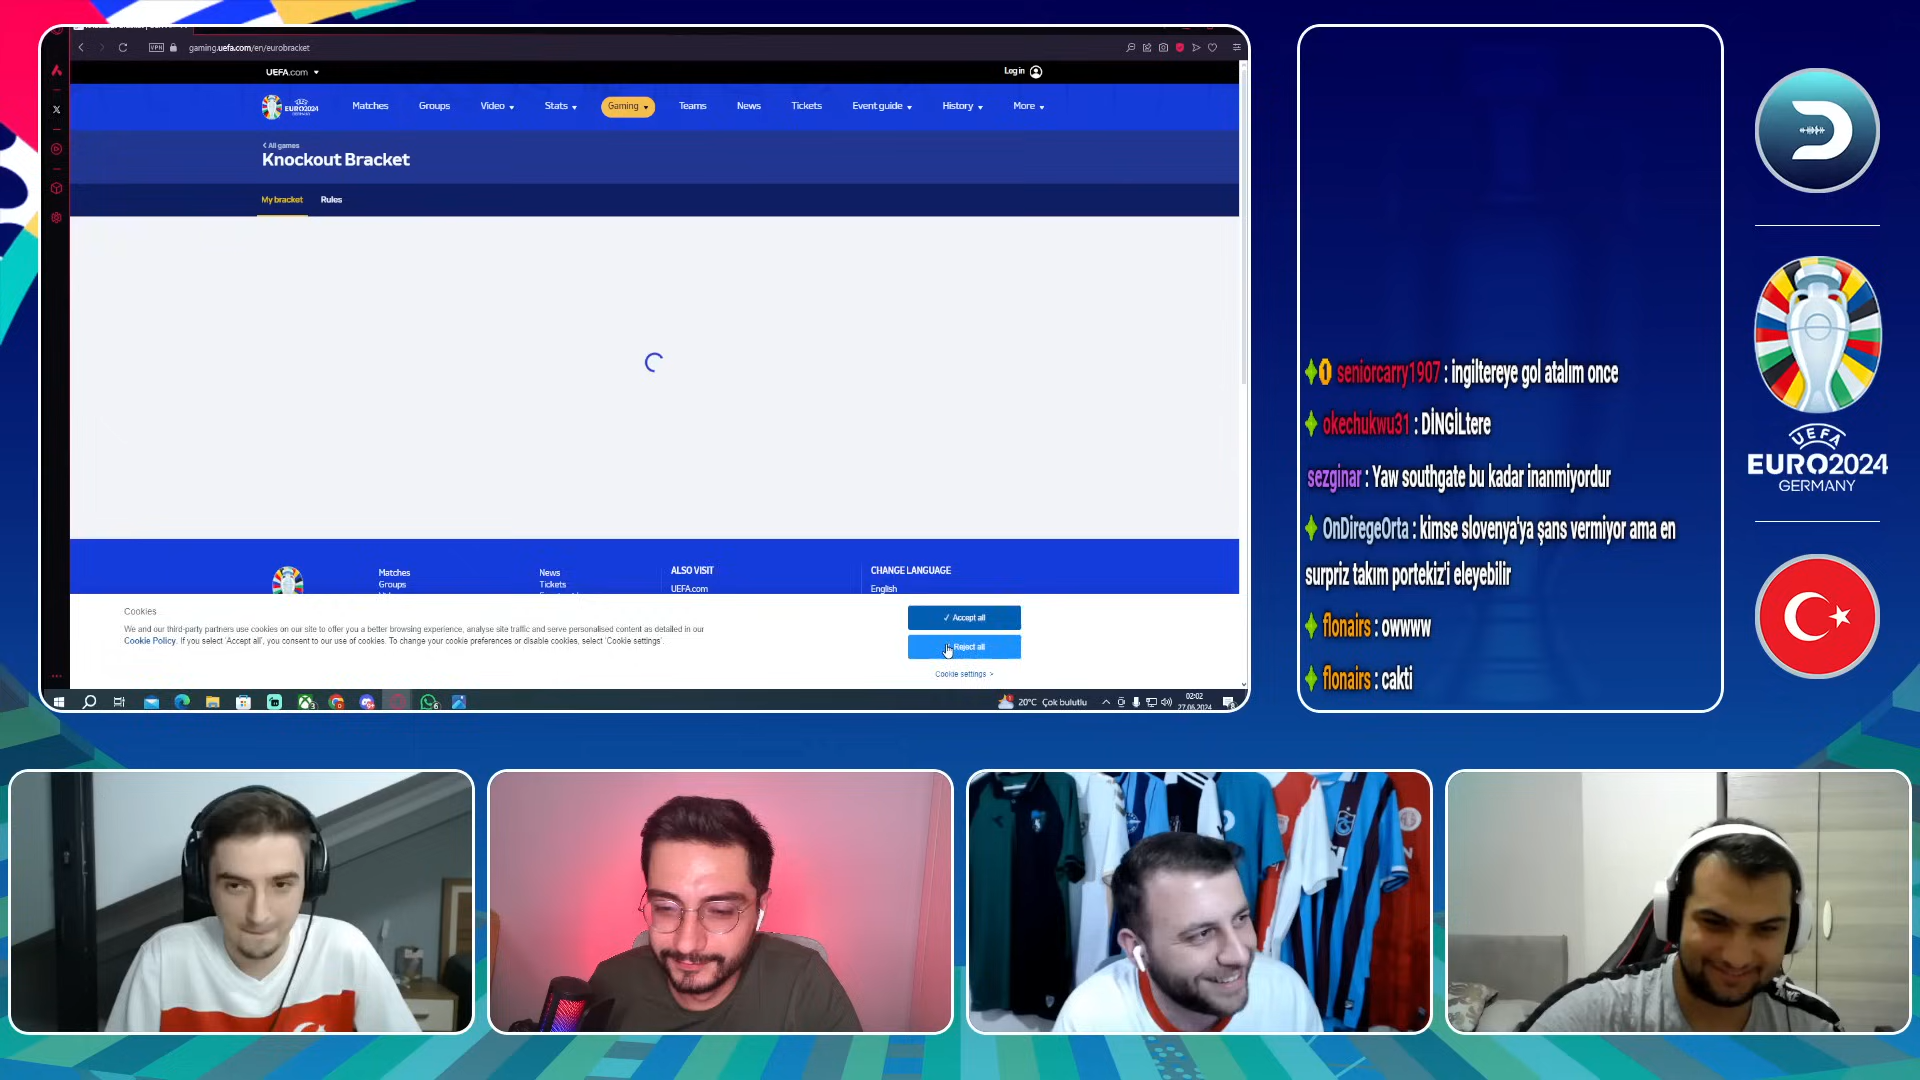 gaming.uefa.com/en/eurobracket
VPN
UEFA.com
Log in
UEFA
EURO2024
GERMANY
Matches
Groups
Video
Stats
Gaming
Teams
News
Tickets
Event guide
History
More
< All games
Knockout Bracket
My bracket
Rules
Matches
Groups
News
Tickets
ALSO VISIT
UEFA.com
CHANGE LANGUAGE
English
Cookies
We and our third-party partners use cookies on our site to offer you a better browsing experience, analyse site traffic and serve personalised content as detailed in our
Cookie Policy. If you select 'Accept all', you consent to our use of cookies. To change your cookie preferences or disable cookies, select 'Cookie settings'.
✓ Accept all
Reject all
Cookie settings >
20°C Çok bulutlu
02:02
27.06.2024
seniorcarry1907 : ingiltereye gol atalım once
okechukwu31 : DİNGİLtere
sezginar : Yaw southgate bu kadar inanmiyordur
OnDiregeOrta : kimse slovenya'ya şans vermiyor ama en
surpriz takım portekiz'i eleyebilir
flonairs : owwww
flonairs : cakti
UEFA
EURO2024
GERMANY